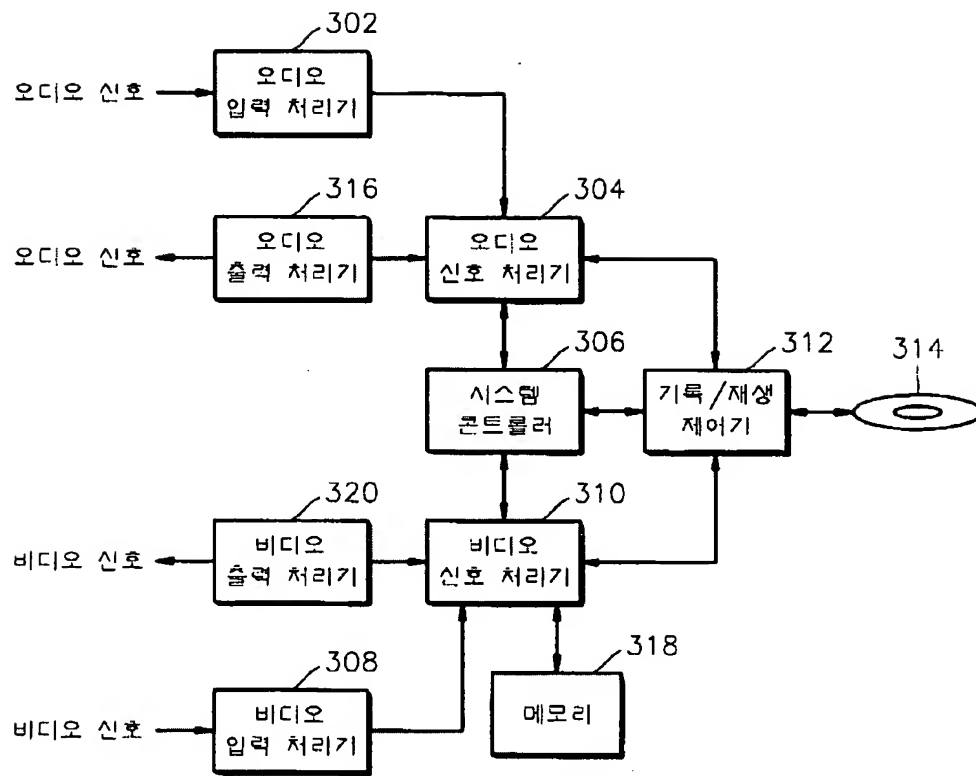 302
오디오 신호
오디오
입력 처리기
316
304
오디오 신호
오디오
출력 처리기
오디오
신호 처리기
306
312
314
시스템
콘트롤러
기록/재생
제어기
320
310
비디오 신호
비디오
출력 처리기
비디오
신호 처리기
308
318
비디오 신호
비디오
입력 처리기
메모리